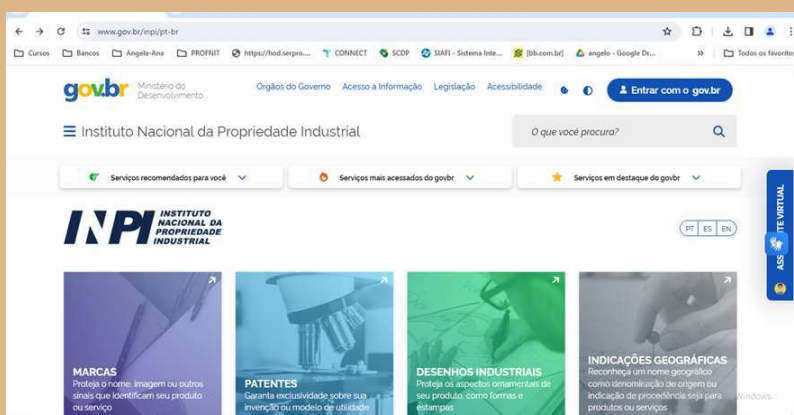 www.gov.br/inpi/pt-br
Cursos Bancos Angela-Ana PROFNIT https://hod.serpro.... CONNECT SCDP SIAFI - Sistema Inte... [bb.com.br] angelo - Google Dr... » Todos os favoritos
gov.br Ministério do Desenvolvimento, Órgãos do Governo Acesso à Informação Legislação Acessibilidade Entrar com o gov.br
Instituto Nacional da Propriedade Industrial O que você procura?
Serviços recomendados para você Serviços mais acessados do govbr Serviços em destaque do govbr
INPI INSTITUTO
NACIONAL DA
PROPRIEDADE
INDUSTRIAL
PT ES EN
MARCAS
Proteja o nome, imagem ou outros
sinais que identificam seu produto
ou serviço
PATENTES
Garanta exclusividade sobre sua
invenção ou modelo de utilidade
DESENHOS INDUSTRIAIS
Proteja os aspectos ornamentais de
seu produto, como formas e
estampas
INDICAÇÕES GEOGRÁFICAS
Reconheça um nome geográfico
como denominação de origem ou
indicação de procedência seja para
produtos ou serviços
Windows.
VIRTUAL